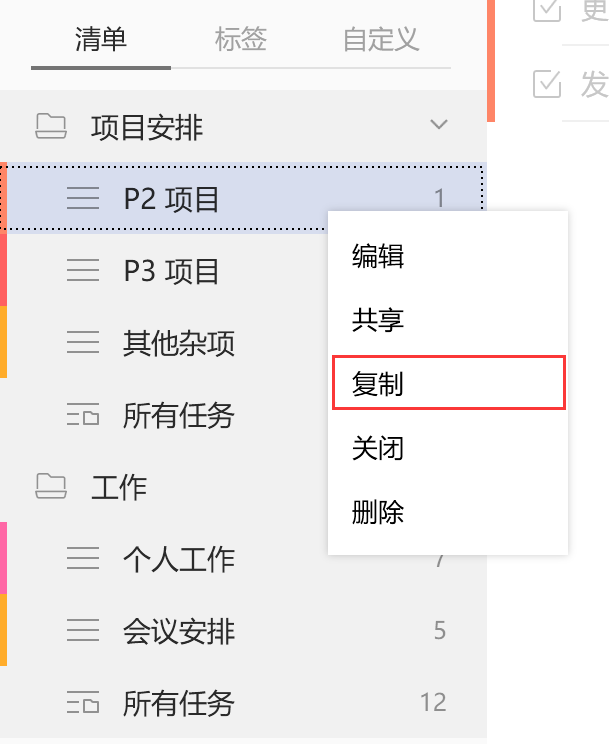 清单 标签 自定义
更
发
项目安排
P2 项目 1
P3 项目
其他杂项
所有任务
工作
个人工作 7
会议安排 5
所有任务 12
编辑
共享
复制
关闭
删除